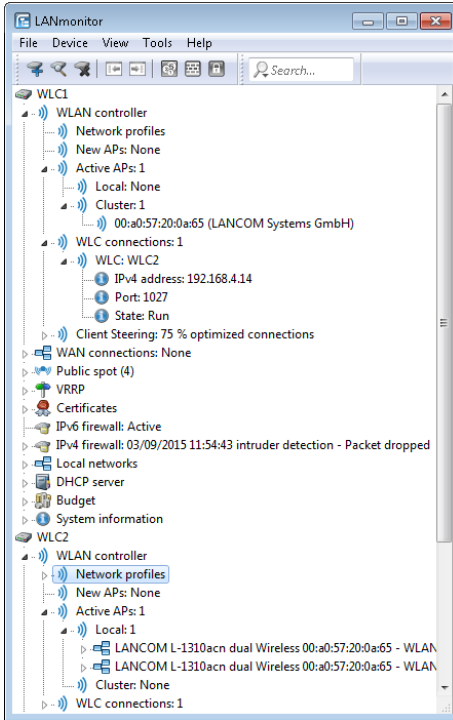 LANmonitor
File Device View Tools Help
Search...
WLC1
WLAN controller
Network profiles
New APs: None
Active APs: 1
Local: None
Cluster: 1
00:a0:57:20:0a:65 (LANCOM Systems GmbH)
WLC connections: 1
WLC: WLC2
IPv4 address: 192.168.4.14
Port: 1027
State: Run
Client Steering: 75 % optimized connections
WAN connections: None
Public spot (4)
VRRP
Certificates
IPv6 firewall: Active
IPv4 firewall: 03/09/2015 11:54:43 intruder detection - Packet dropped
Local networks
DHCP server
Budget
System information
WLC2
WLAN controller
Network profiles
New APs: None
Active APs: 1
Local: 1
LANCOM L-1310acn dual Wireless 00:a0:57:20:0a:65 - WLAN
LANCOM L-1310acn dual Wireless 00:a0:57:20:0a:65 - WLAN
Cluster: None
WLC connections: 1